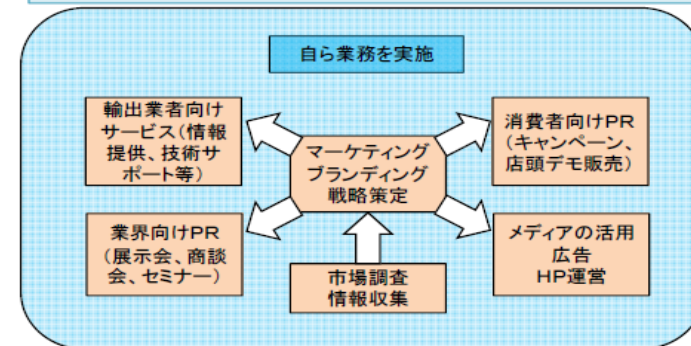 自ら業務を実施
輸出業者向け
サービス(情報
提供、技術サ
ポート等)
消費者向けPR
(キャンペーン、
店頭デモ販売)
マーケティング
ブランディング
戦略策定
業界向けPR
(展示会、商談
会、セミナー)
メディアの活用
広告
HP運営
市場調査
情報収集